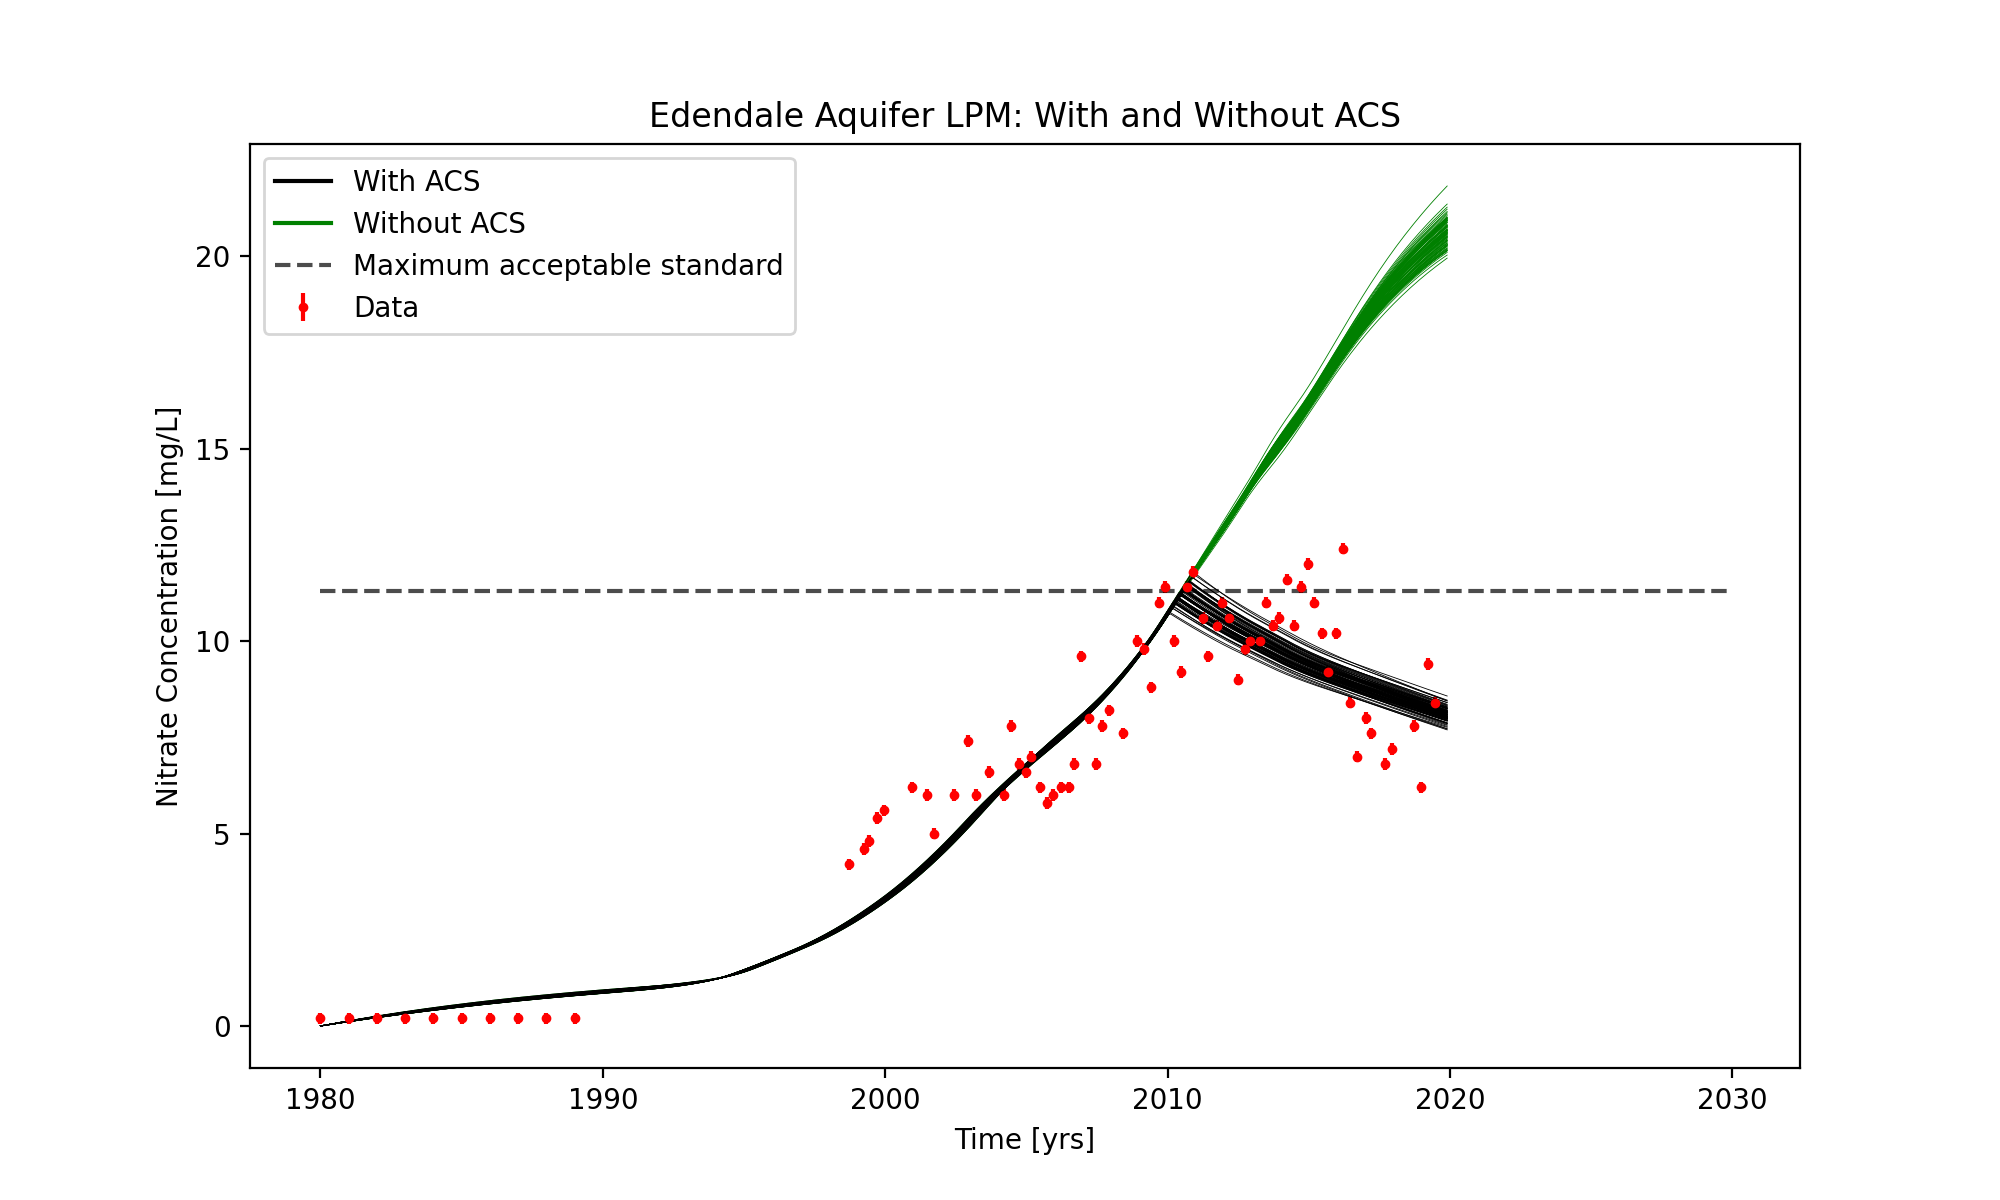 Edendale Aquifer LPM: With and Without ACS
With ACS
Without ACS
Maximum acceptable standard
Data
20
15
10
5
0
Nitrate Concentration [mg/L]
1980 1990 2000 2010 2020 2030
Time [yrs]